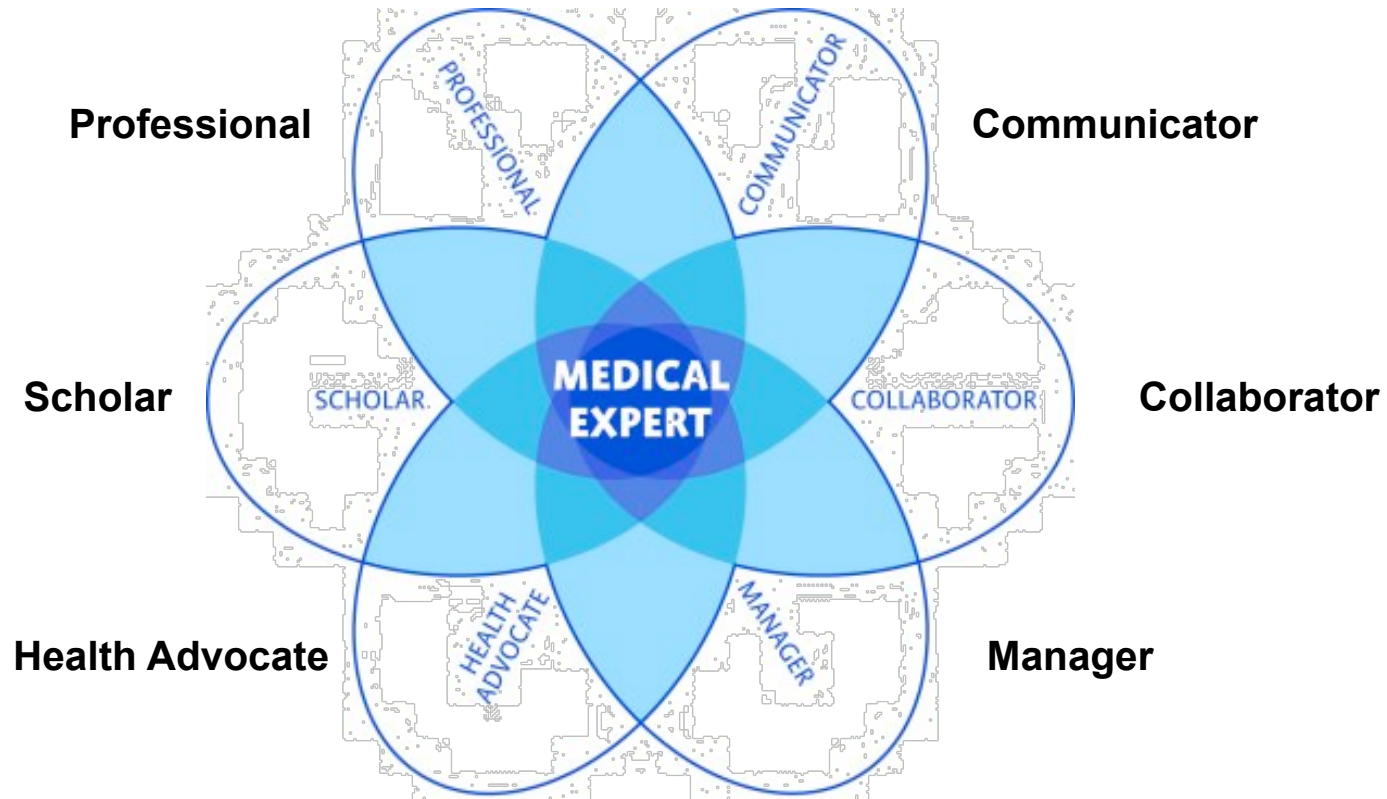 PROFESSIONAL
COMMUNICATOR
Professional
Communicator
MEDICAL
EXPERT
Scholar
SCHOLAR
COLLABORATOR
Collaborator
HEALTH
ADVOCATE
MANAGER
Health Advocate
Manager